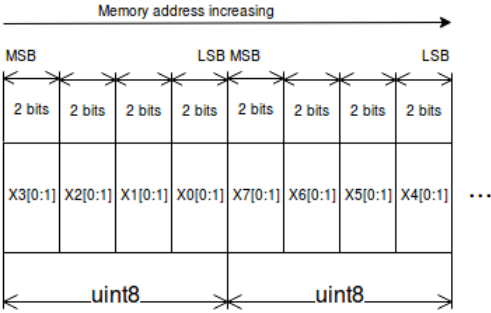 Memory address increasing
MSB LSB MSB LSB
2 bits 2 bits 2 bits 2 bits 2 bits 2 bits 2 bits 2 bits
X3[0:1] X2[0:1] X1[0:1] X0[0:1] X7[0:1] X6[0:1] X5[0:1] X4[0:1] ...
uint8 uint8